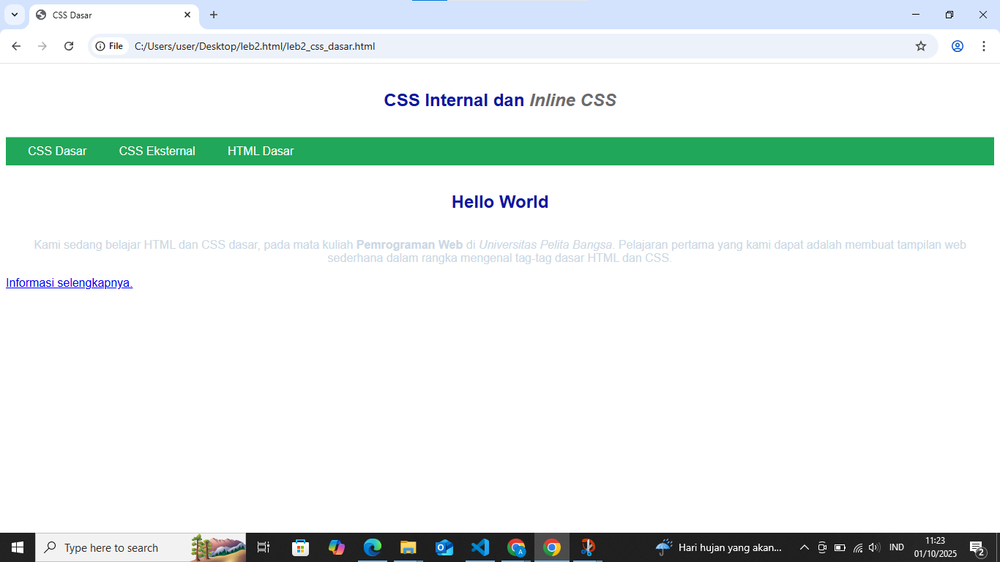 CSS Dasar
File C:/Users/user/Desktop/leb2.html/leb2_css_dasar.html
CSS Internal dan Inline CSS
CSS Dasar CSS Eksternal HTML Dasar
Hello World
Kami sedang belajar HTML dan CSS dasar, pada mata kuliah Pemrograman Web di Universitas Pelita Bangsa. Pelajaran pertama yang kami dapat adalah membuat tampilan web
sederhana dalam rangka mengenal tag-tag dasar HTML dan CSS.
Informasi selengkapnya.
Type here to search
A
Hari hujan yang akan...
IND
11:23
01/10/2025
2